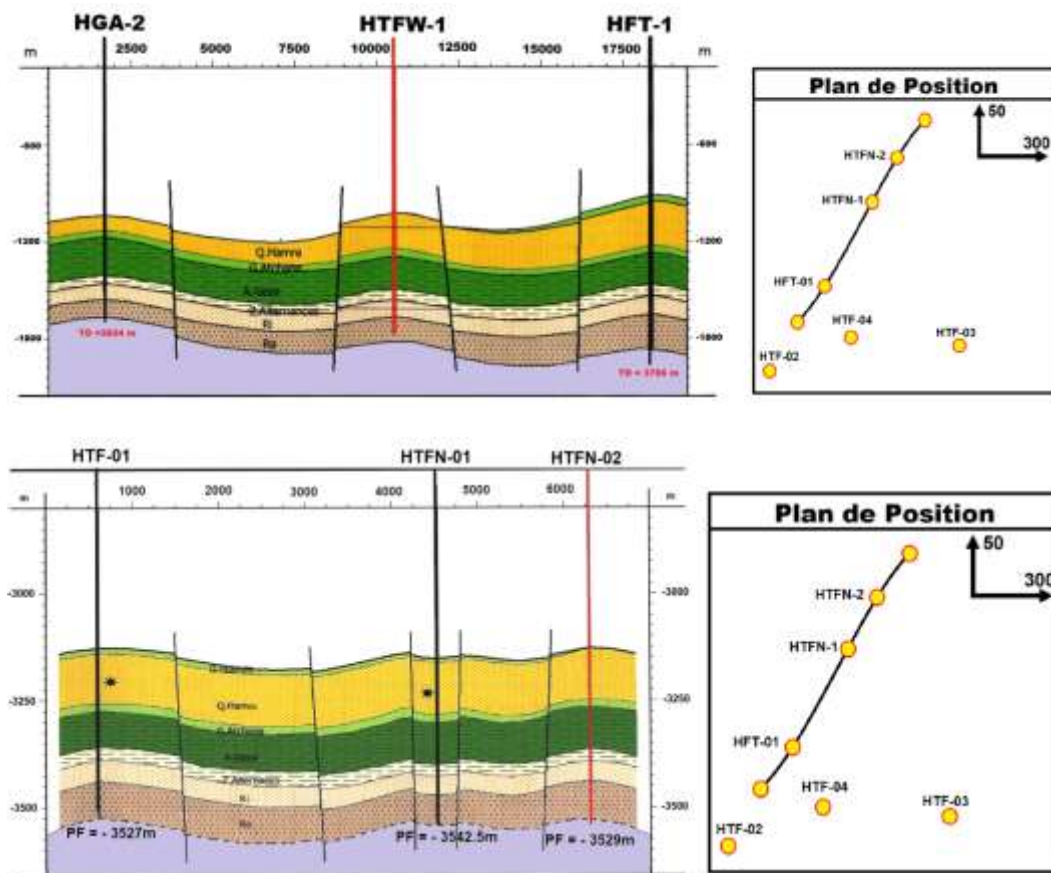 HGA-2 HTFW-1 HFT-1
m 2500 5000 7500 10000 12500 15000 17500 m
-600 -600
-1200 -1200
Q.Hamra
-1800
TD = 3755 m
Plan de Position
50
300
HTFN-2
HTFN-1
HFT-01
HTF-04
HTF-03
HTF-02
HTF-01 HTFN-01 HTFN-02
m 1000 2000 3000 4000 5000 6000 m
-3000 -3000
-3250 -3250
Q.Hamra
-3500 -3500
PF = - 3527m PF = - 3542.5m PF = - 3529m
Plan de Position
50
300
HTFN-2
HTFN-1
HFT-01
HTF-04
HTF-03
HTF-02